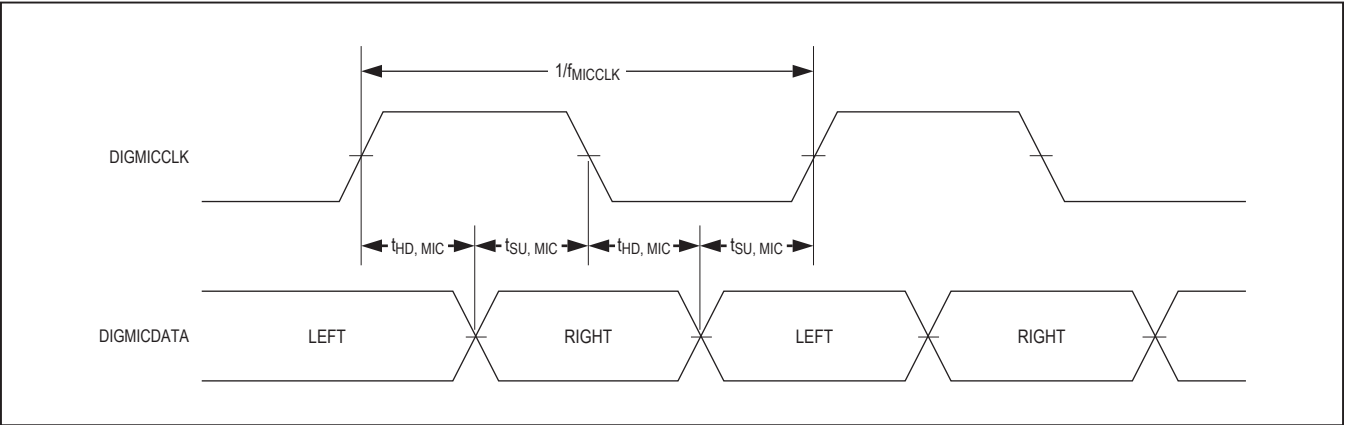 1/fMICCLK
DIGMICCLK
tHD, MIC tSU, MIC tHD, MIC tSU, MIC
DIGMICDATA LEFT RIGHT LEFT RIGHT